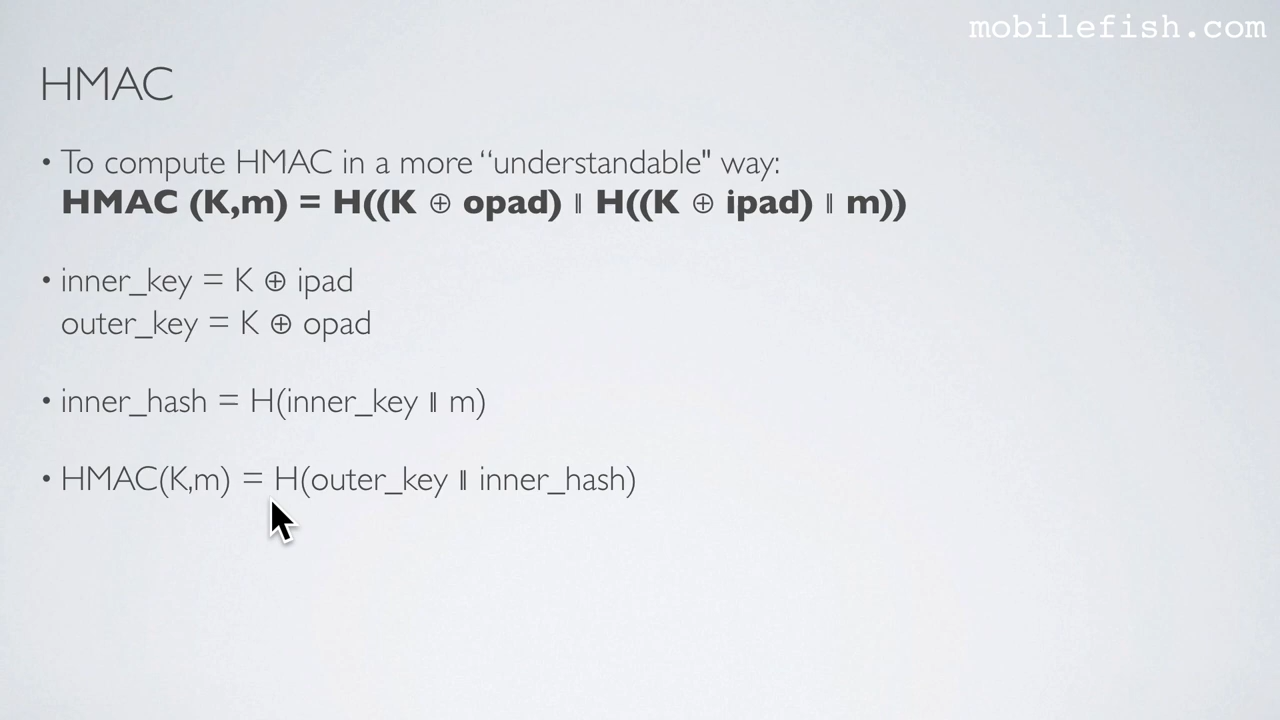 mobilefish.com
HMAC
• To compute HMAC in a more “understandable" way:
HMAC (K,m) = H((K ⊕ opad) ‖ H((K ⊕ ipad) ‖ m))
• inner_key = K ⊕ ipad
outer_key = K ⊕ opad
• inner_hash = H(inner_key ‖ m)
• HMAC(K,m) = H(outer_key ‖ inner_hash)